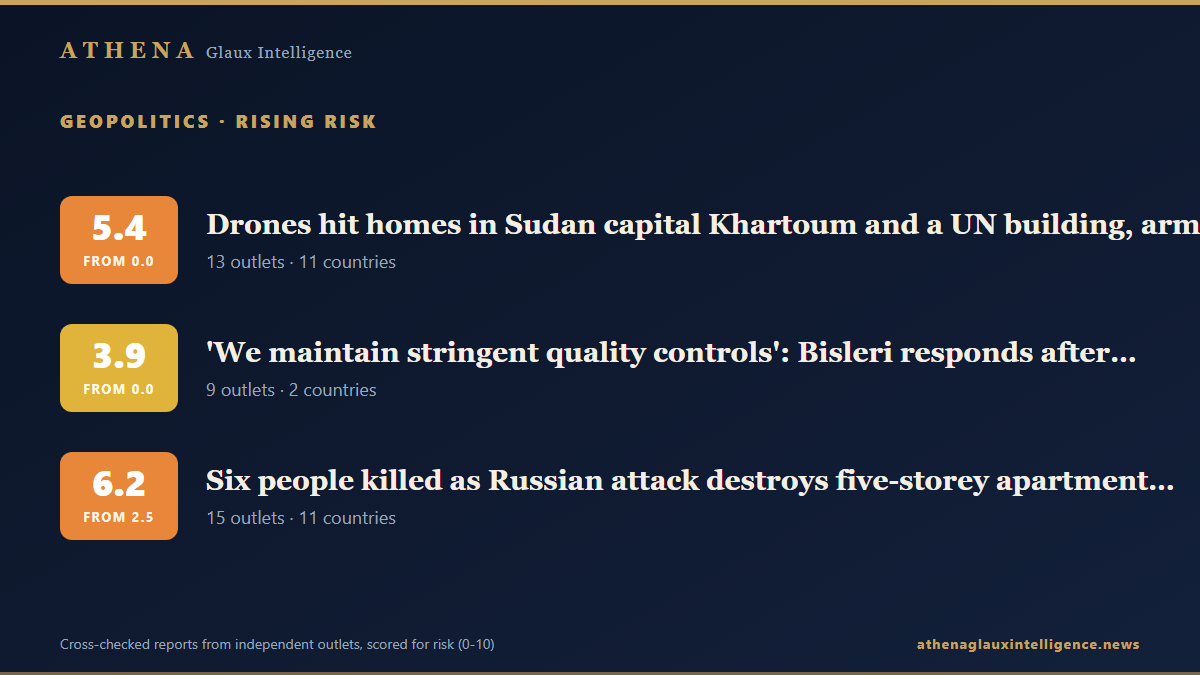 ATHENA Glaux Intelligence
GEOPOLITICS · RISING RISK
5.4
FROM 0.0
Drones hit homes in Sudan capital Khartoum and a UN building, arm
13 outlets · 11 countries
3.9
FROM 0.0
'We maintain stringent quality controls': Bisleri responds after...
9 outlets · 2 countries
6.2
FROM 2.5
Six people killed as Russian attack destroys five-storey apartment...
15 outlets · 11 countries
Cross-checked reports from independent outlets, scored for risk (0-10)
athenaglauxintelligence.news